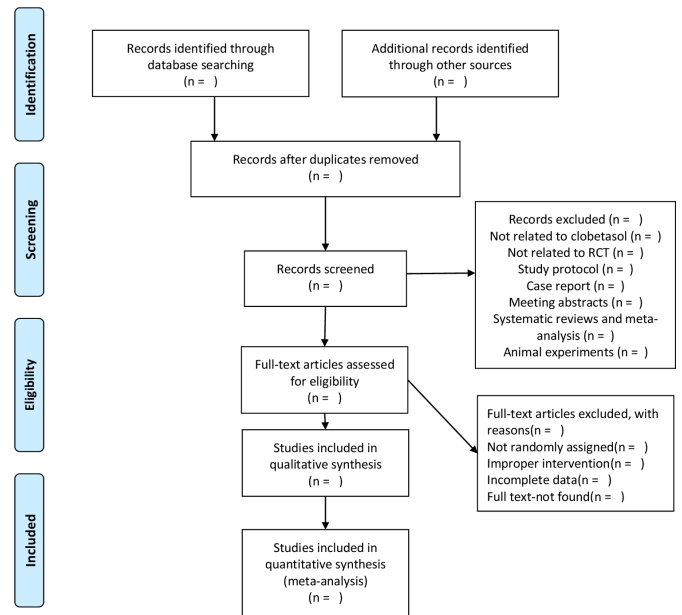 Identification
Records identified through
database searching
(n =   )
Additional records identified
through other sources
(n =   )
Records after duplicates removed
(n =   )
Screening
Records screened
(n =   )
Records excluded (n =   )
Not related to clobetasol (n =   )
Not related to RCT (n =   )
Study protocol (n =   )
Case report (n =   )
Meeting abstracts (n =   )
Systematic reviews and meta-
analysis (n =   )
Animal experiments (n =   )
Eligibility
Full-text articles assessed
for eligibility
(n =   )
Full-text articles excluded, with
reasons(n =   )
Not randomly assigned(n =   )
Improper intervention(n =   )
Incomplete data(n =   )
Full text-not found(n =   )
Studies included in
qualitative synthesis
(n =   )
Included
Studies included in
quantitative synthesis
(meta-analysis)
(n =   )